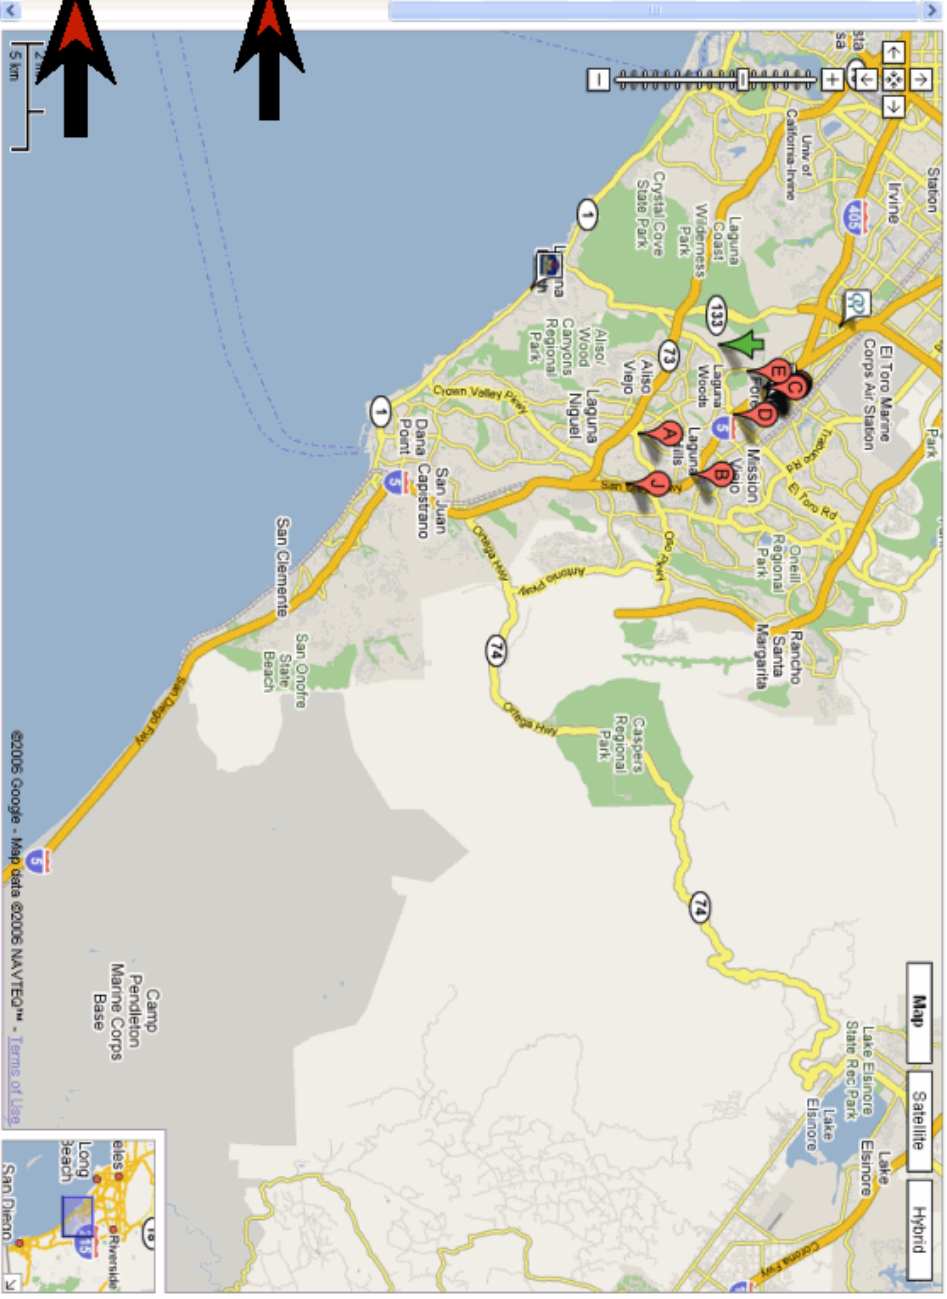 Map
Satellite
Hybrid
Station
Park
Irvine
405
Univ of
California-Irvine
El Toro Marine
Corps Air Station
Crystal Cove
State Park
Laguna
Coast
Wilderness
Park
133
73
1
E
C
D
A
B
J
Laguna
Woods
5
Mission
Viejo
Laguna
Aliso
Viejo
Aliso/
Wood
Canyons
Regional
Park
Laguna
Niguel
Crown Valley Pkwy
Trabuco Rd
El Toro Rd
Oneill
Regional
Park
Rancho
Santa
Margarita
Oso Pkwy
Antonio Pkwy
Ortega Hwy
74
Ortega Hwy
Caspers
Regional
Park
74
Lake Elsinore
State Rec Park
Lake
Elsinore
Lake
Elsinore
Corona Fwy
1
Dana
Point
San Juan
Capistrano
5
San Clemente
San Onofre
State
Beach
San Diego Fwy
5
Camp
Pendleton
Marine Corps
Base
5 km
©2006 Google - Map data ©2006 NAVTEQ™ - Terms of Use
Long
Beach
Riverside
San Diego